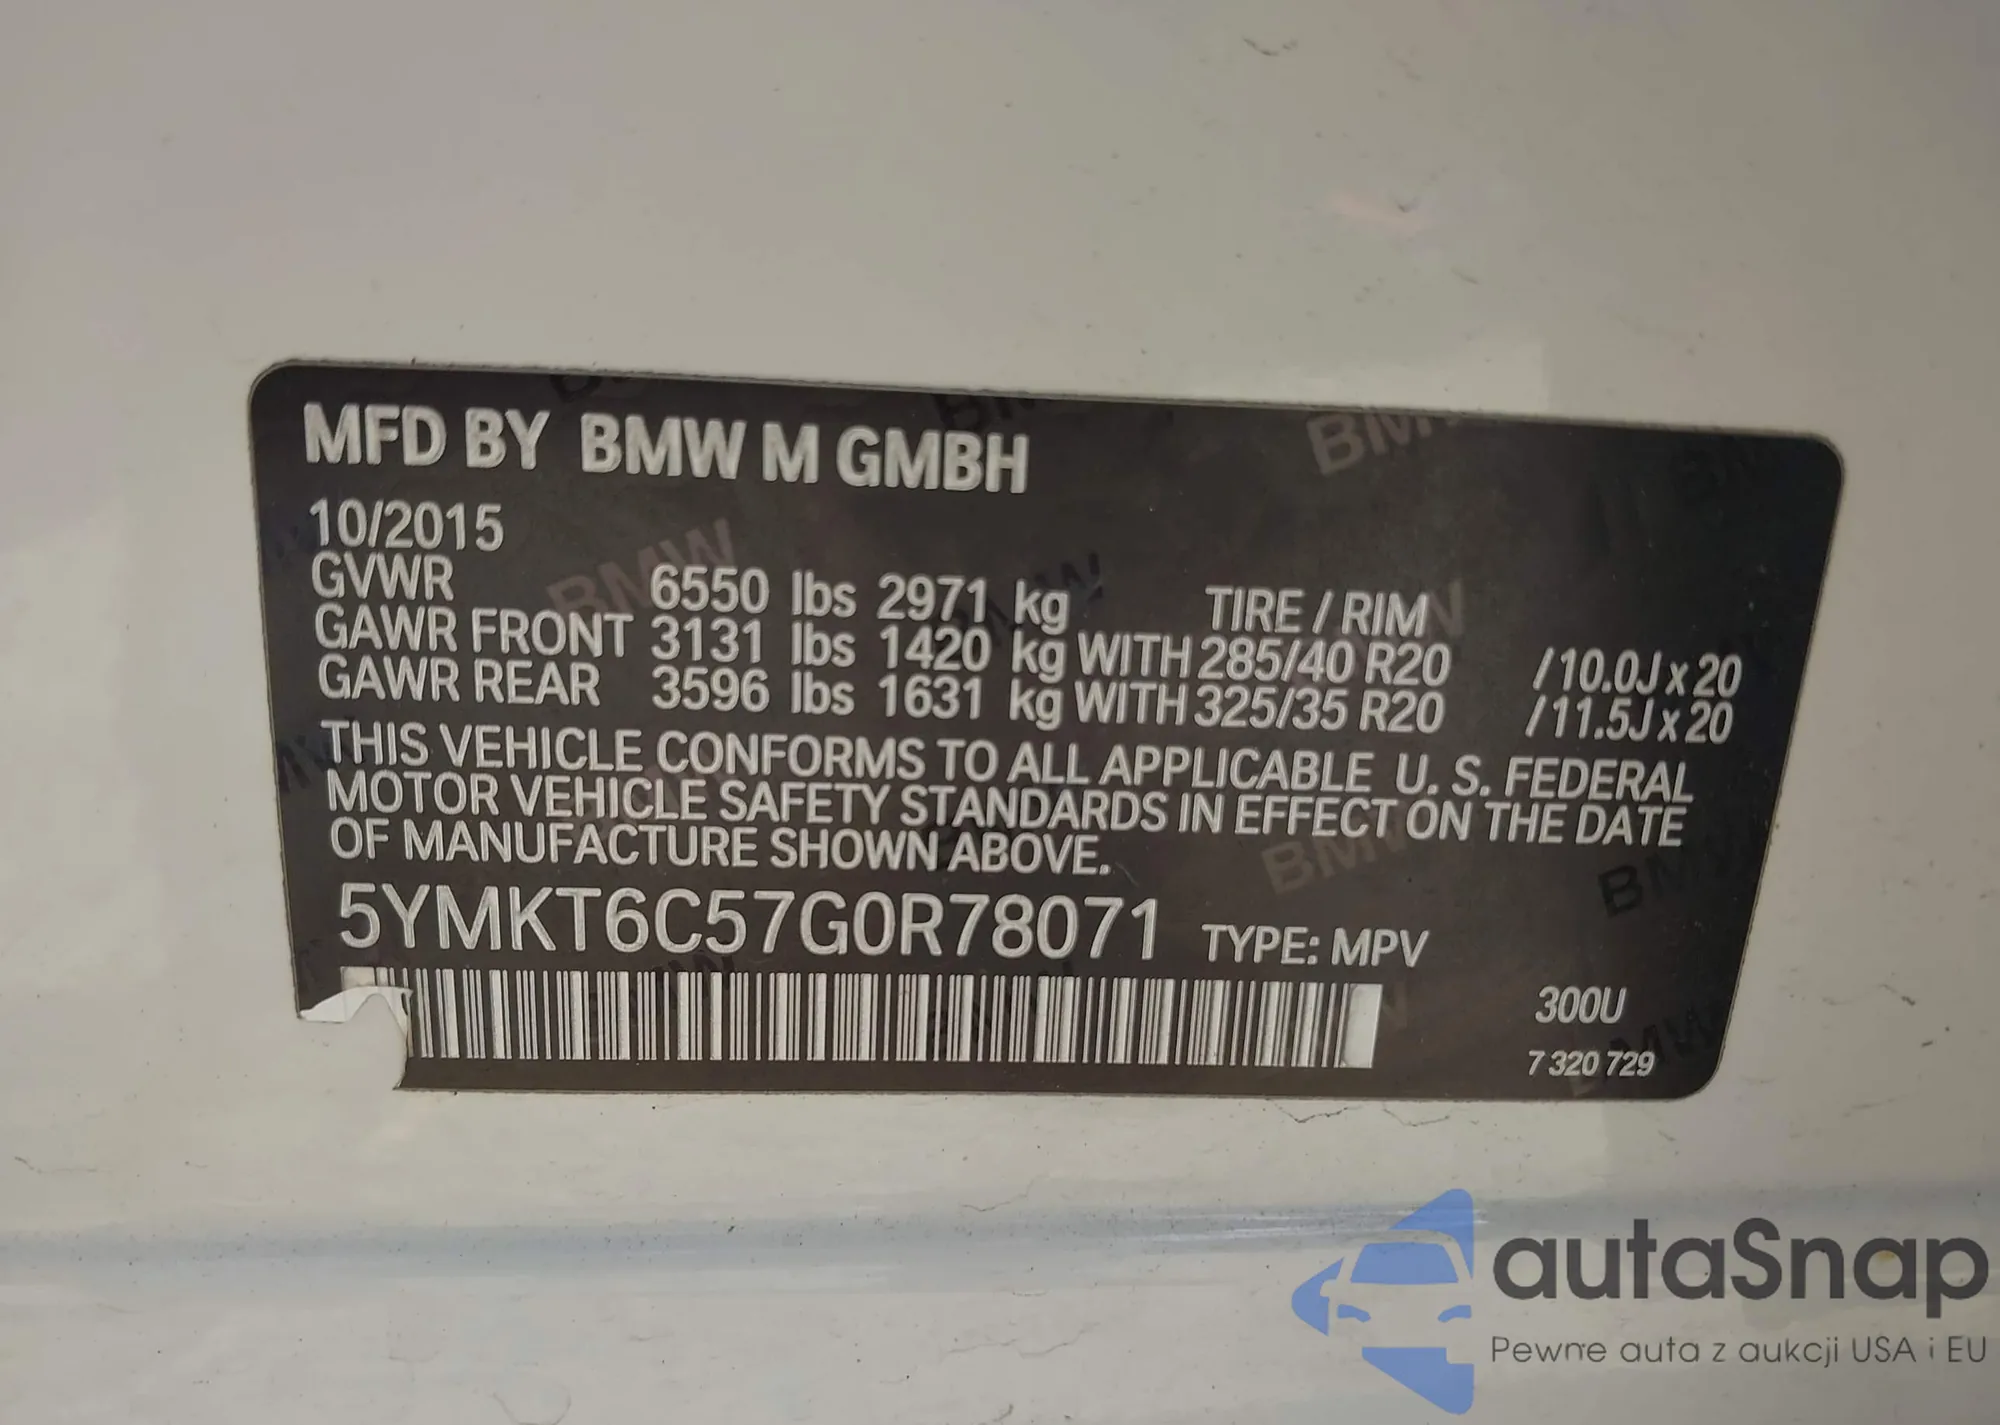 MFD BY BMW M GMBH
10/2015
GVWR 6550 lbs 2971 kg TIRE / RIM
GAWR FRONT 3131 lbs 1420 kg WITH 285/40 R20 /10.0J x 20
GAWR REAR 3596 lbs 1631 kg WITH 325/35 R20 /11.5J x 20
THIS VEHICLE CONFORMS TO ALL APPLICABLE U. S. FEDERAL
MOTOR VEHICLE SAFETY STANDARDS IN EFFECT ON THE DATE
OF MANUFACTURE SHOWN ABOVE.
5YMKT6C57G0R78071 TYPE: MPV
300U
7 320 729
autaSnap
Pewne auta z aukcji USA i EU